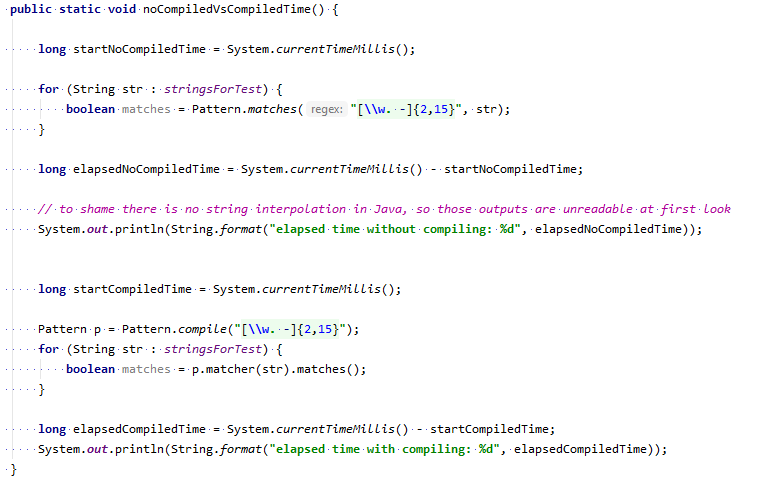 public static void noCompiledVsCompiledTime() {
long startNoCompiledTime = System.currentTimeMillis();
for (String str : stringsForTest) {
boolean matches = Pattern.matches( regex: "[\\w. -]{2,15}", str);
}
long elapsedNoCompiledTime = System.currentTimeMillis() - startNoCompiledTime;
// to shame there is no string interpolation in Java, so those outputs are unreadable at first look
System.out.println(String.format("elapsed time without compiling: %d", elapsedNoCompiledTime));
long startCompiledTime = System.currentTimeMillis();
Pattern p = Pattern.compile("[\\w. -]{2,15}");
for (String str : stringsForTest) {
boolean matches = p.matcher(str).matches();
}
long elapsedCompiledTime = System.currentTimeMillis() - startCompiledTime;
System.out.println(String.format("elapsed time with compiling: %d", elapsedCompiledTime));
}